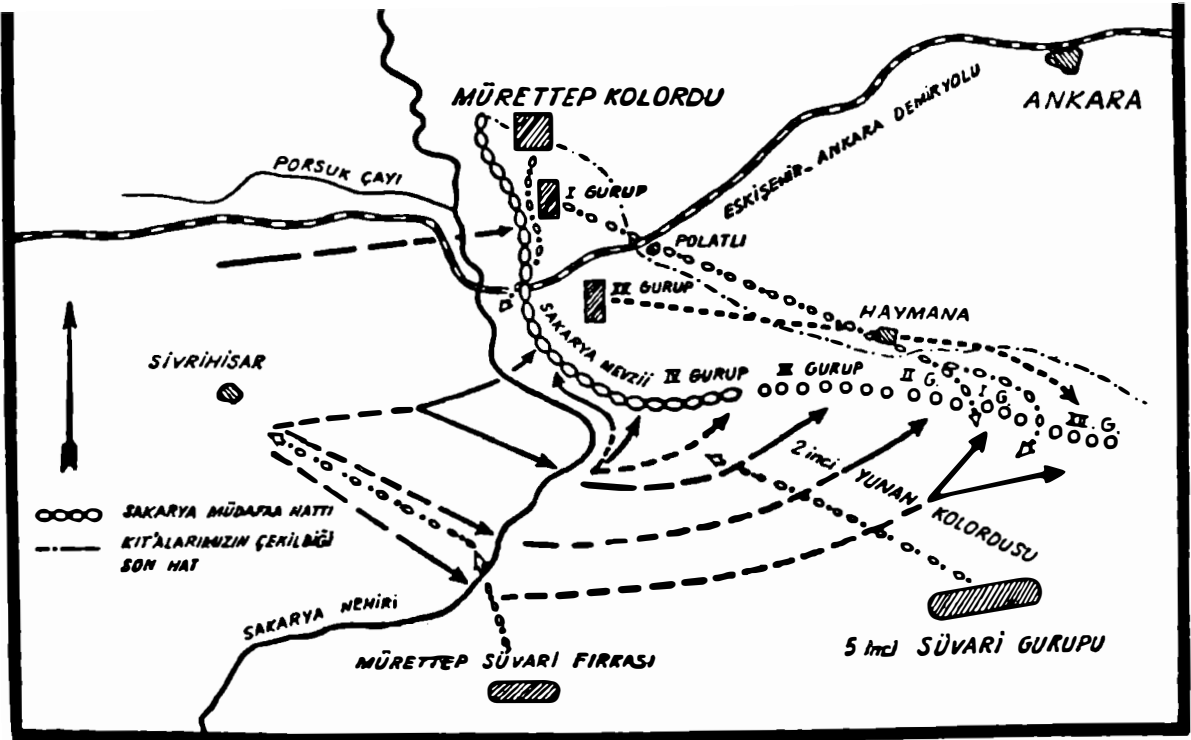 MÜRETTEP KOLORDU
ANKARA
ESKİŞEHİR-ANKARA DEMİRYOLU
PORSUK ÇAYI
I GURUP
POLATLI
GURUP
HAYMANA
SİVRİHİSAR
SAKARYA MEVZİİ
IV GURUP
III GURUP
II G.
I G.
XII. G.
2 inci YUNAN KOLORDUSU
SAKARYA MÜDAFAA HATTI
KIT'ALARIMIZIN ÇEKİLDİĞİ
SON HAT
SAKARYA NEHİRİ
MÜRETTEP SÜVARİ FIRKASI
5 inci SÜVARİ GURUPU